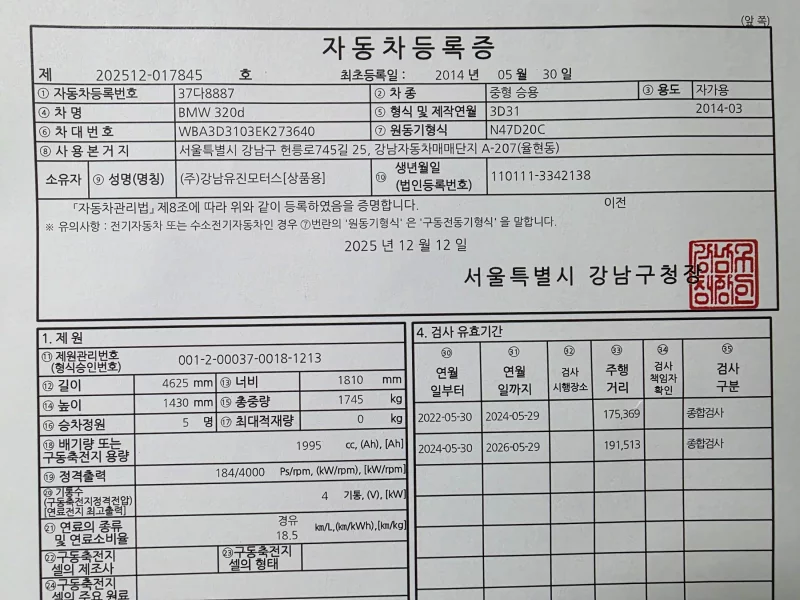 (앞 쪽)
자동차등록증
제 202512-017845 호 최초등록일 : 2014 년 05 월 30 일
① 자동차등록번호 37다8887 ② 차 종 중형 승용 ③ 용도 자가용
④ 차 명 BMW 320d ⑤ 형식 및 제작연월 3D31 2014-03
⑥ 차 대 번 호 WBA3D3103EK273640 ⑦ 원동기형식 N47D20C
⑧ 사 용 본 거 지 서울특별시 강남구 헌릉로745길 25, 강남자동차매매단지 A-207(율현동)
소유자 ⑨ 성명(명칭) (주)강남유진모터스[상품용] ⑩ 생년월일
(법인등록번호) 110111-3342138
「자동차관리법」 제8조에 따라 위와 같이 등록하였음을 증명합니다. 이전
※ 유의사항 : 전기자동차 또는 수소전기자동차인 경우 ⑦번란의 '원동기형식' 은 '구동전동기형식' 을 말합니다.
2025 년 12 월 12 일
서울특별시 강남구청장
1. 제 원
⑪ 제원관리번호
(형식승인번호) 001-2-00037-0018-1213
⑫ 길이 4625 mm ⑬ 너비 1810 mm
⑭ 높이 1430 mm ⑮ 총중량 1745 kg
⑯ 승차정원 5 명 ⑰ 최대적재량 0 kg
⑱ 배기량 또는
구동축전지 용량 1995 cc, (Ah), [Ah]
⑲ 정격출력 184/4000 Ps/rpm, (kW/rpm), [kW/rpm]
⑳ 기통수
(구동축전지정격전압)
[연료전지 최고출력] 4 기통, (V), [kW]
㉑ 연료의 종류
및 연료소비율 경유
18.5 km/L,(km/kWh),[km/kg]
㉒ 구동축전지
셀의 제조사 ㉓ 구동축전지
셀의 형태
㉔ 구동축전지
셀의 주요 원료
4. 검사 유효기간
㉚ ㉛ ㉜ ㉝ ㉞ ㉟
연월
일부터 연월
일까지 검사
시행장소 주행
거리 검사
책임자
확인 검사
구분
2022-05-30 2024-05-29 175,369 종합검사
2024-05-30 2026-05-29 191,513 종합검사